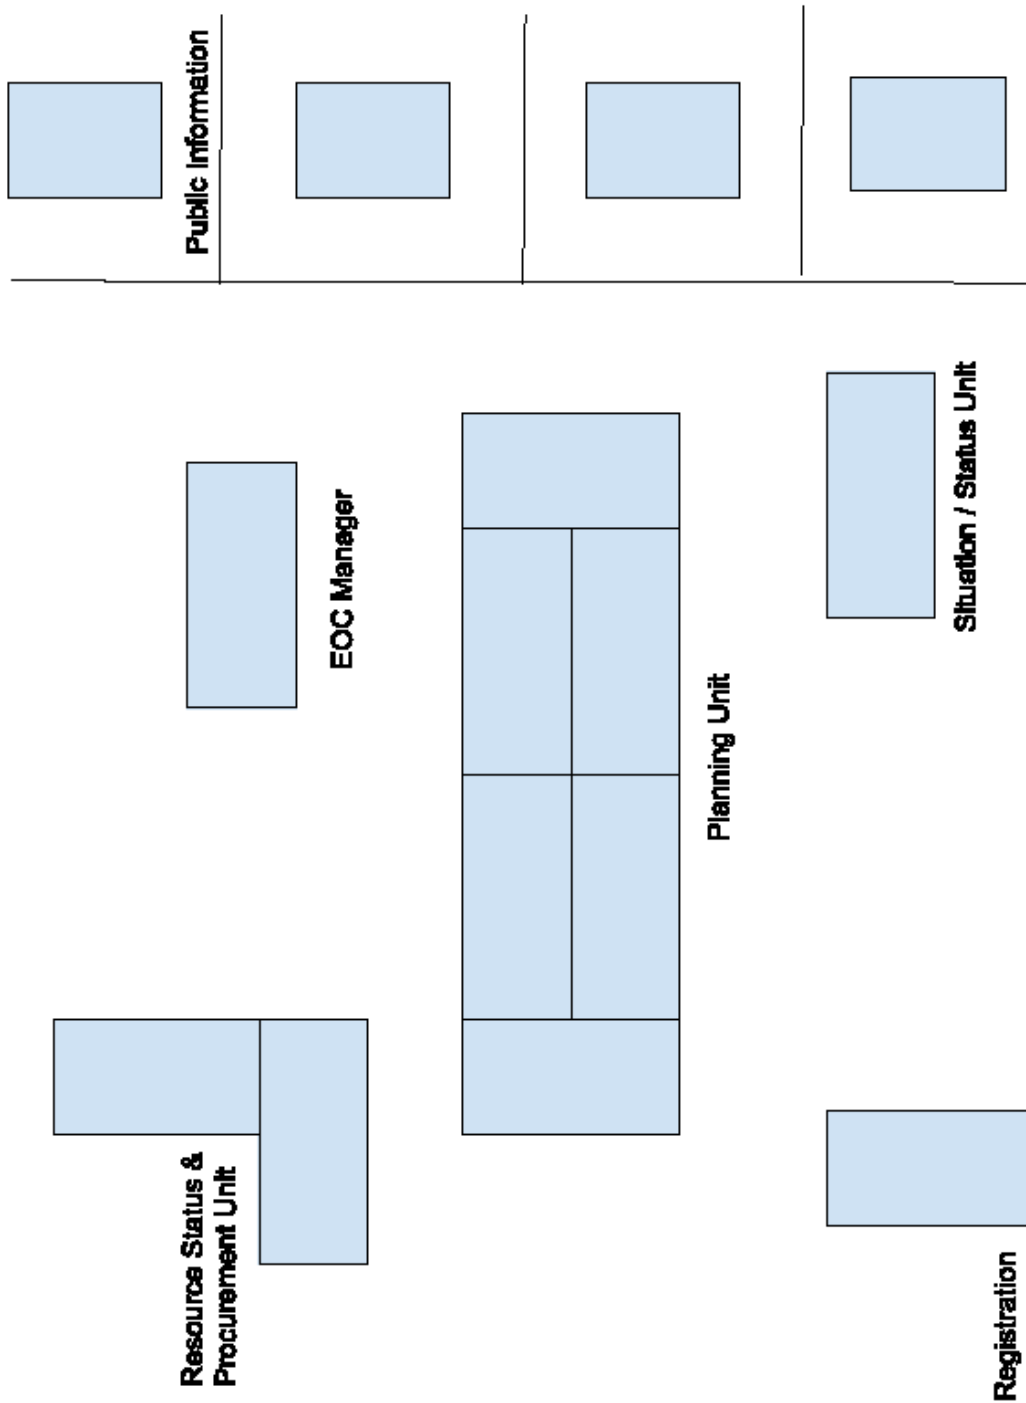 Public Information
EOC Manager
Situation / Status Unit
Planning Unit
Resource Status &
Procurement Unit
Registration